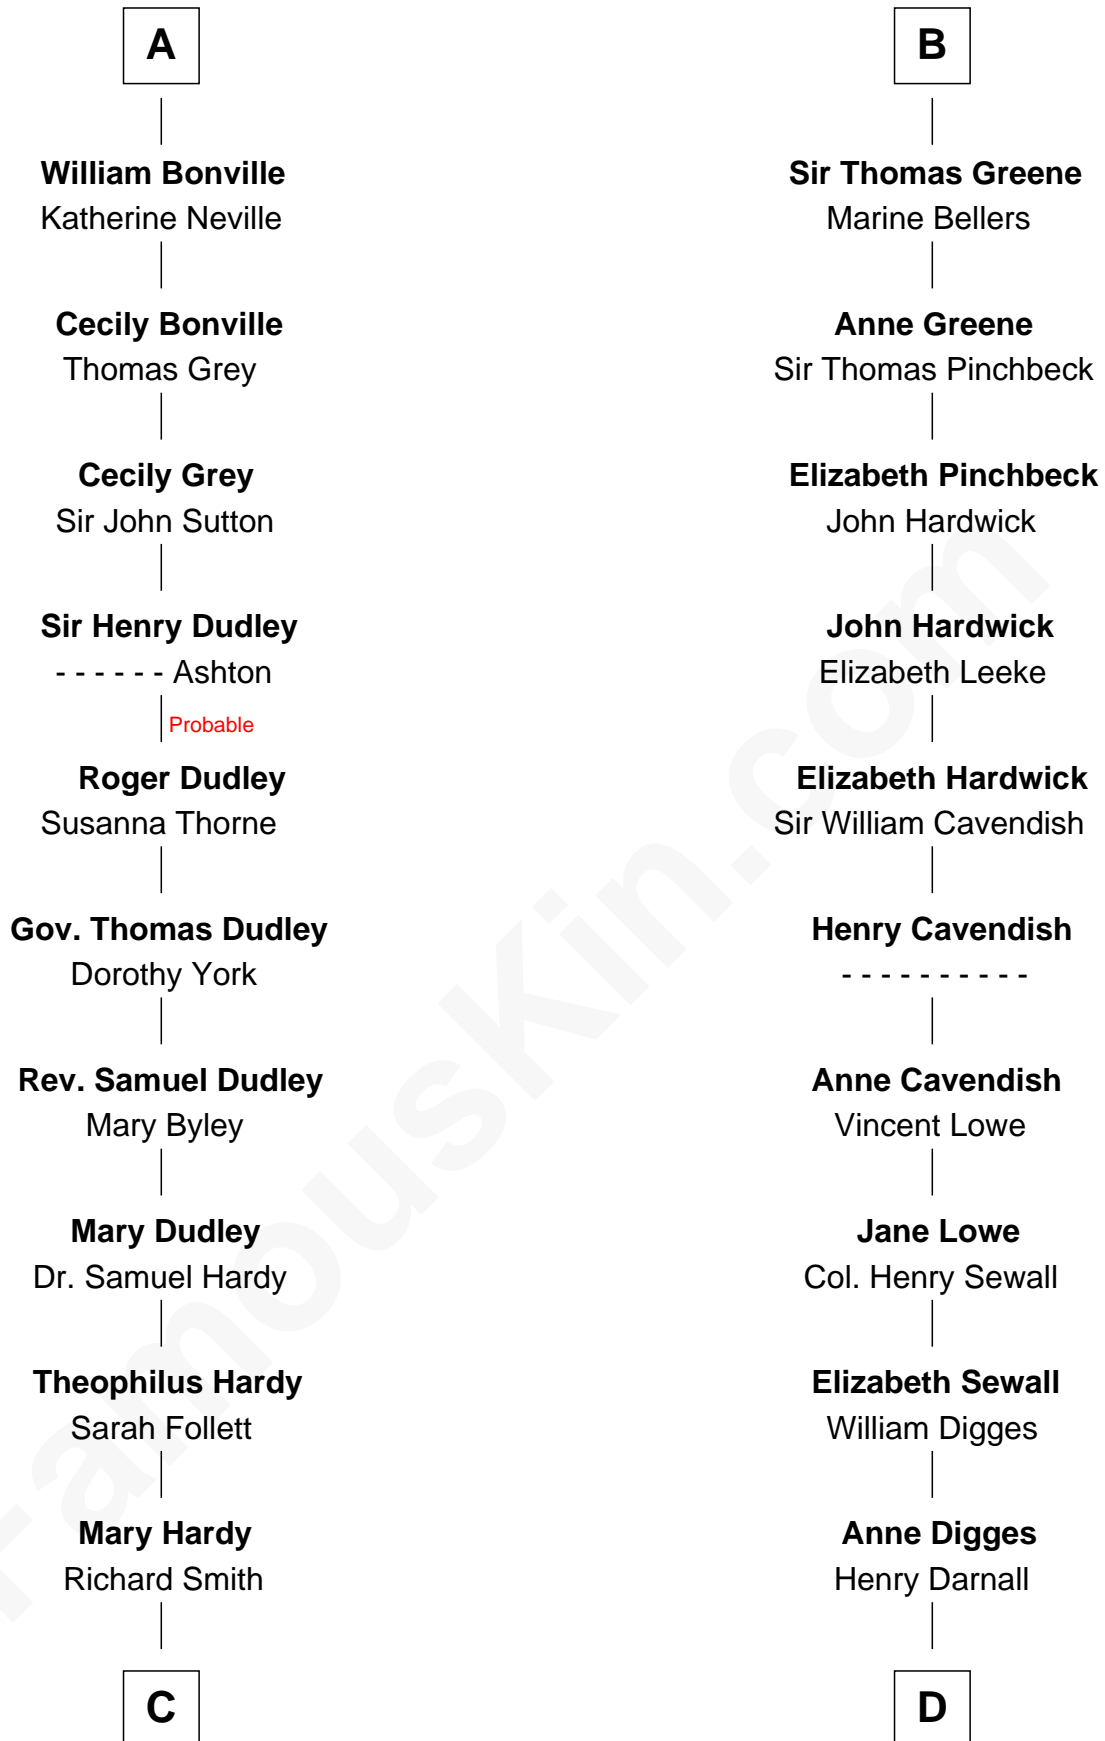 A
William Bonville
Katherine Neville
Cecily Bonville
Thomas Grey
Cecily Grey
Sir John Sutton
Sir Henry Dudley
- - - - - - Ashton
Probable
Roger Dudley
Susanna Thorne
Gov. Thomas Dudley
Dorothy York
Rev. Samuel Dudley
Mary Byley
Mary Dudley
Dr. Samuel Hardy
Theophilus Hardy
Sarah Follett
Mary Hardy
Richard Smith
C
B
Sir Thomas Greene
Marine Bellers
Anne Greene
Sir Thomas Pinchbeck
Elizabeth Pinchbeck
John Hardwick
John Hardwick
Elizabeth Leeke
Elizabeth Hardwick
Sir William Cavendish
Henry Cavendish
- - - - - - - - - -
Anne Cavendish
Vincent Lowe
Jane Lowe
Col. Henry Sewall
Elizabeth Sewall
William Digges
Anne Digges
Henry Darnall
D
FamousKin.com